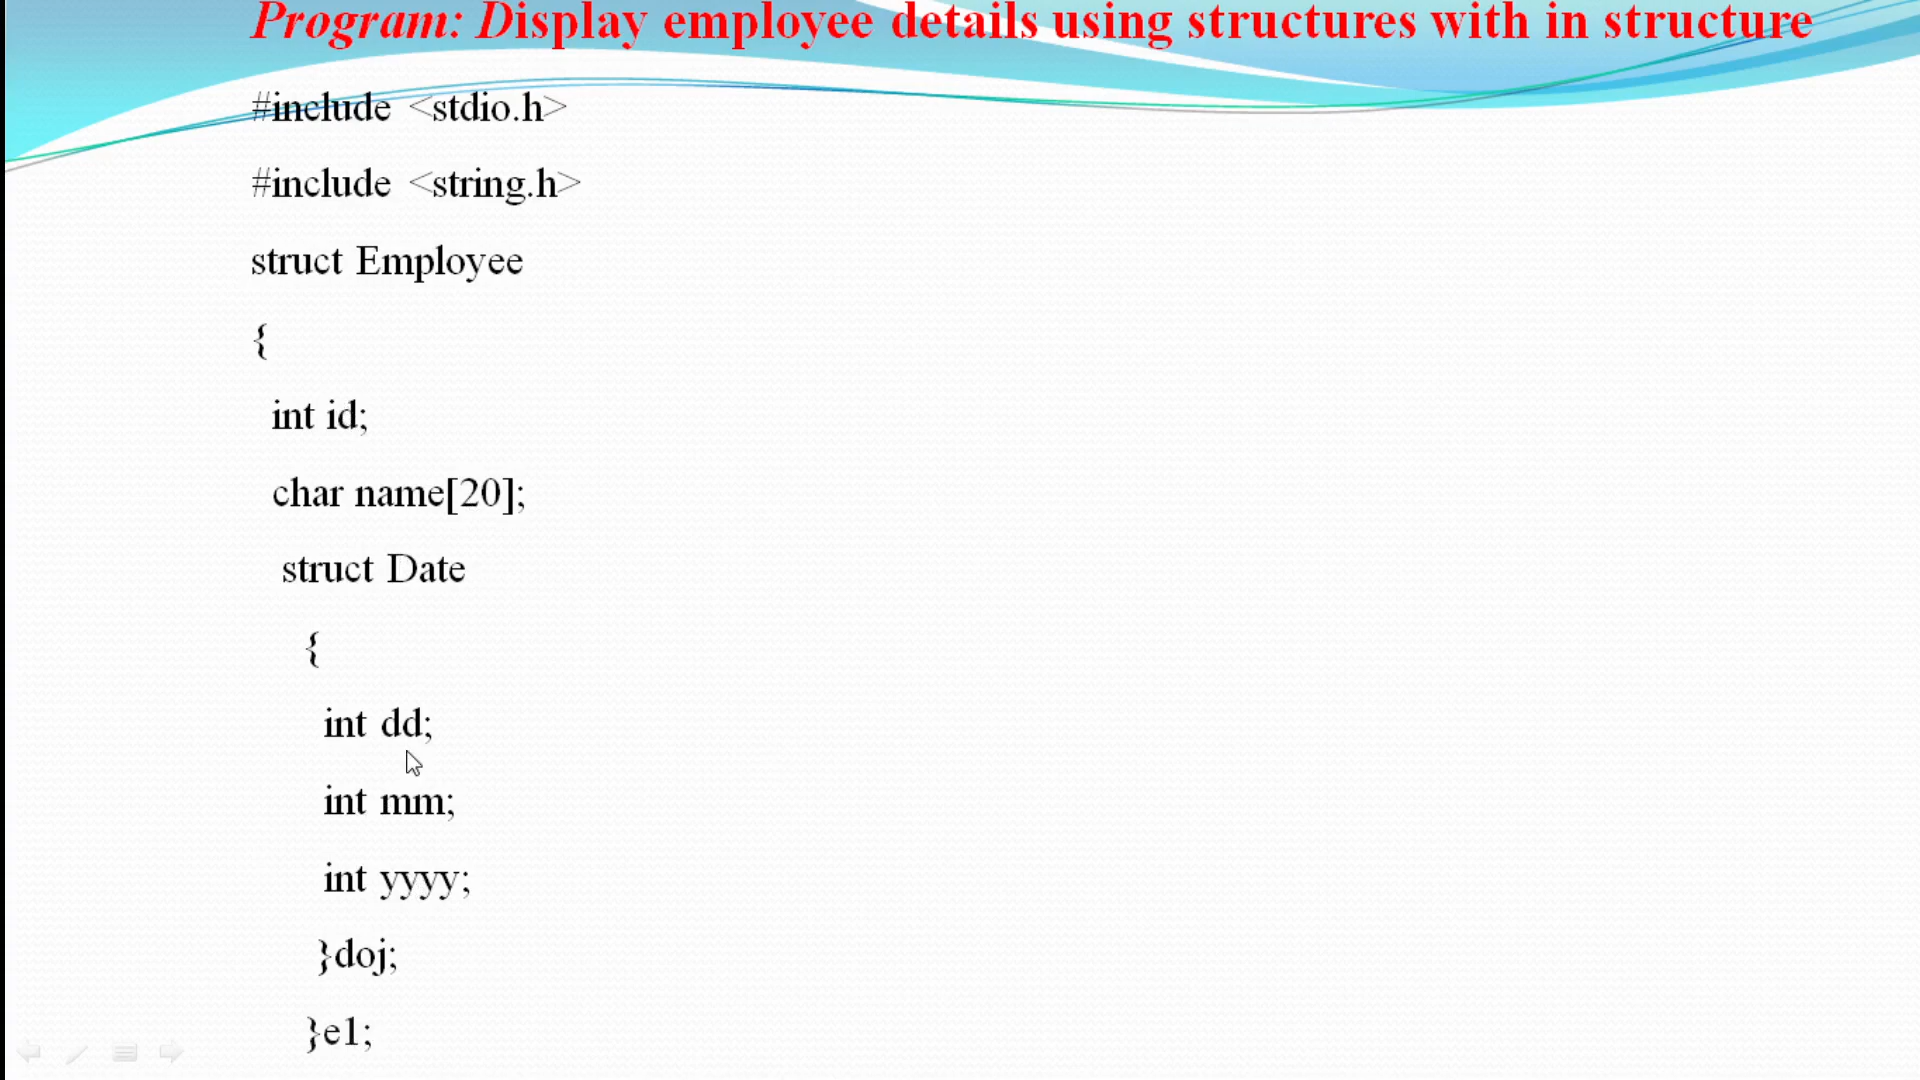 Program: Display employee details using structures with in structure
#include <stdio.h>
#include <string.h>
struct Employee
{
int id;
char name[20];
struct Date
{
int dd;
int mm;
int yyyy;
}doj;
}e1;